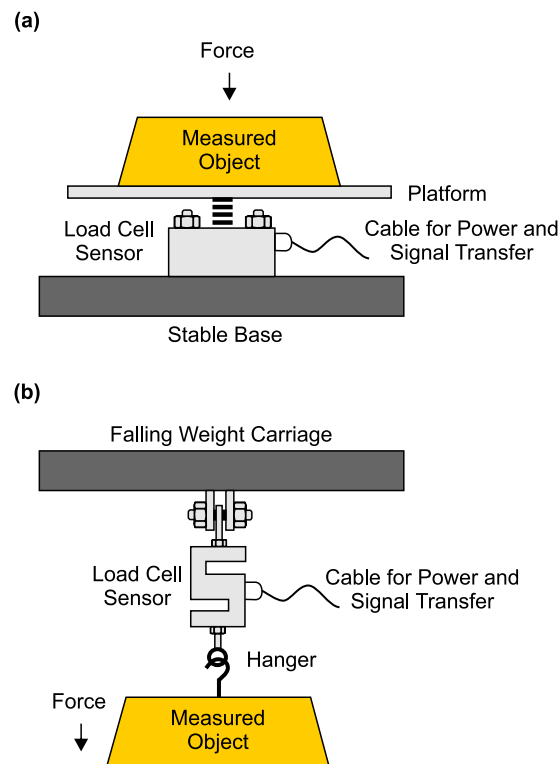 (a)
Force
Measured
Object
Platform
Load Cell
Sensor
Cable for Power and
Signal Transfer
Stable Base
(b)
Falling Weight Carriage
Load Cell
Sensor
Cable for Power and
Signal Transfer
Hanger
Force
Measured
Object